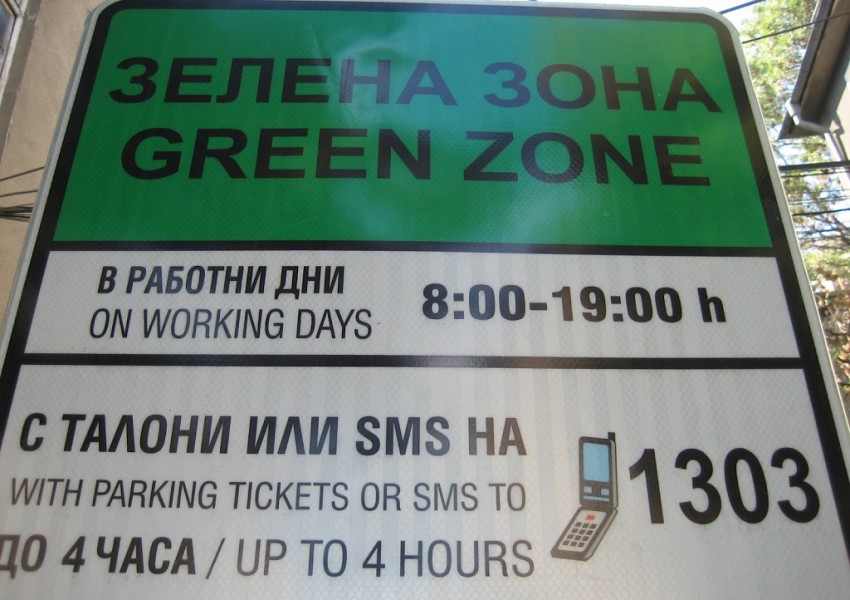 ЗЕЛЕНА ЗОНА
GREEN ZONE
В РАБОТНИ ДНИ
ON WORKING DAYS
8:00-19:00 h
С ТАЛОНИ ИЛИ SMS НА
WITH PARKING TICKETS OR SMS TO
1303
ДО 4 ЧАСА / UP TO 4 HOURS